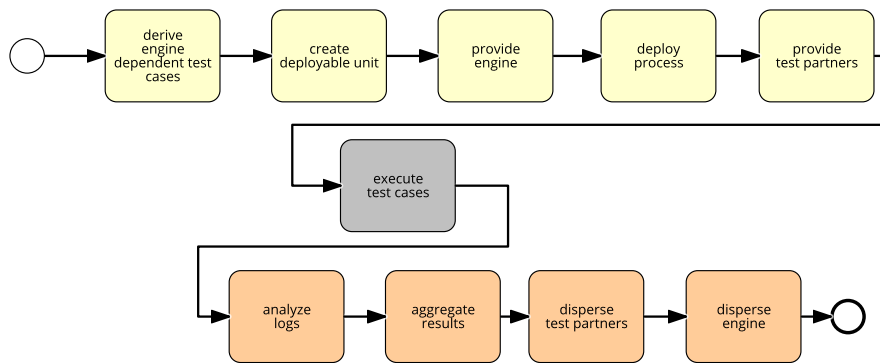 derive
engine
dependent test
cases
create
deployable unit
provide
engine
deploy
process
provide
test partners
execute
test cases
analyze
logs
aggregate
results
disperse
test partners
disperse
engine